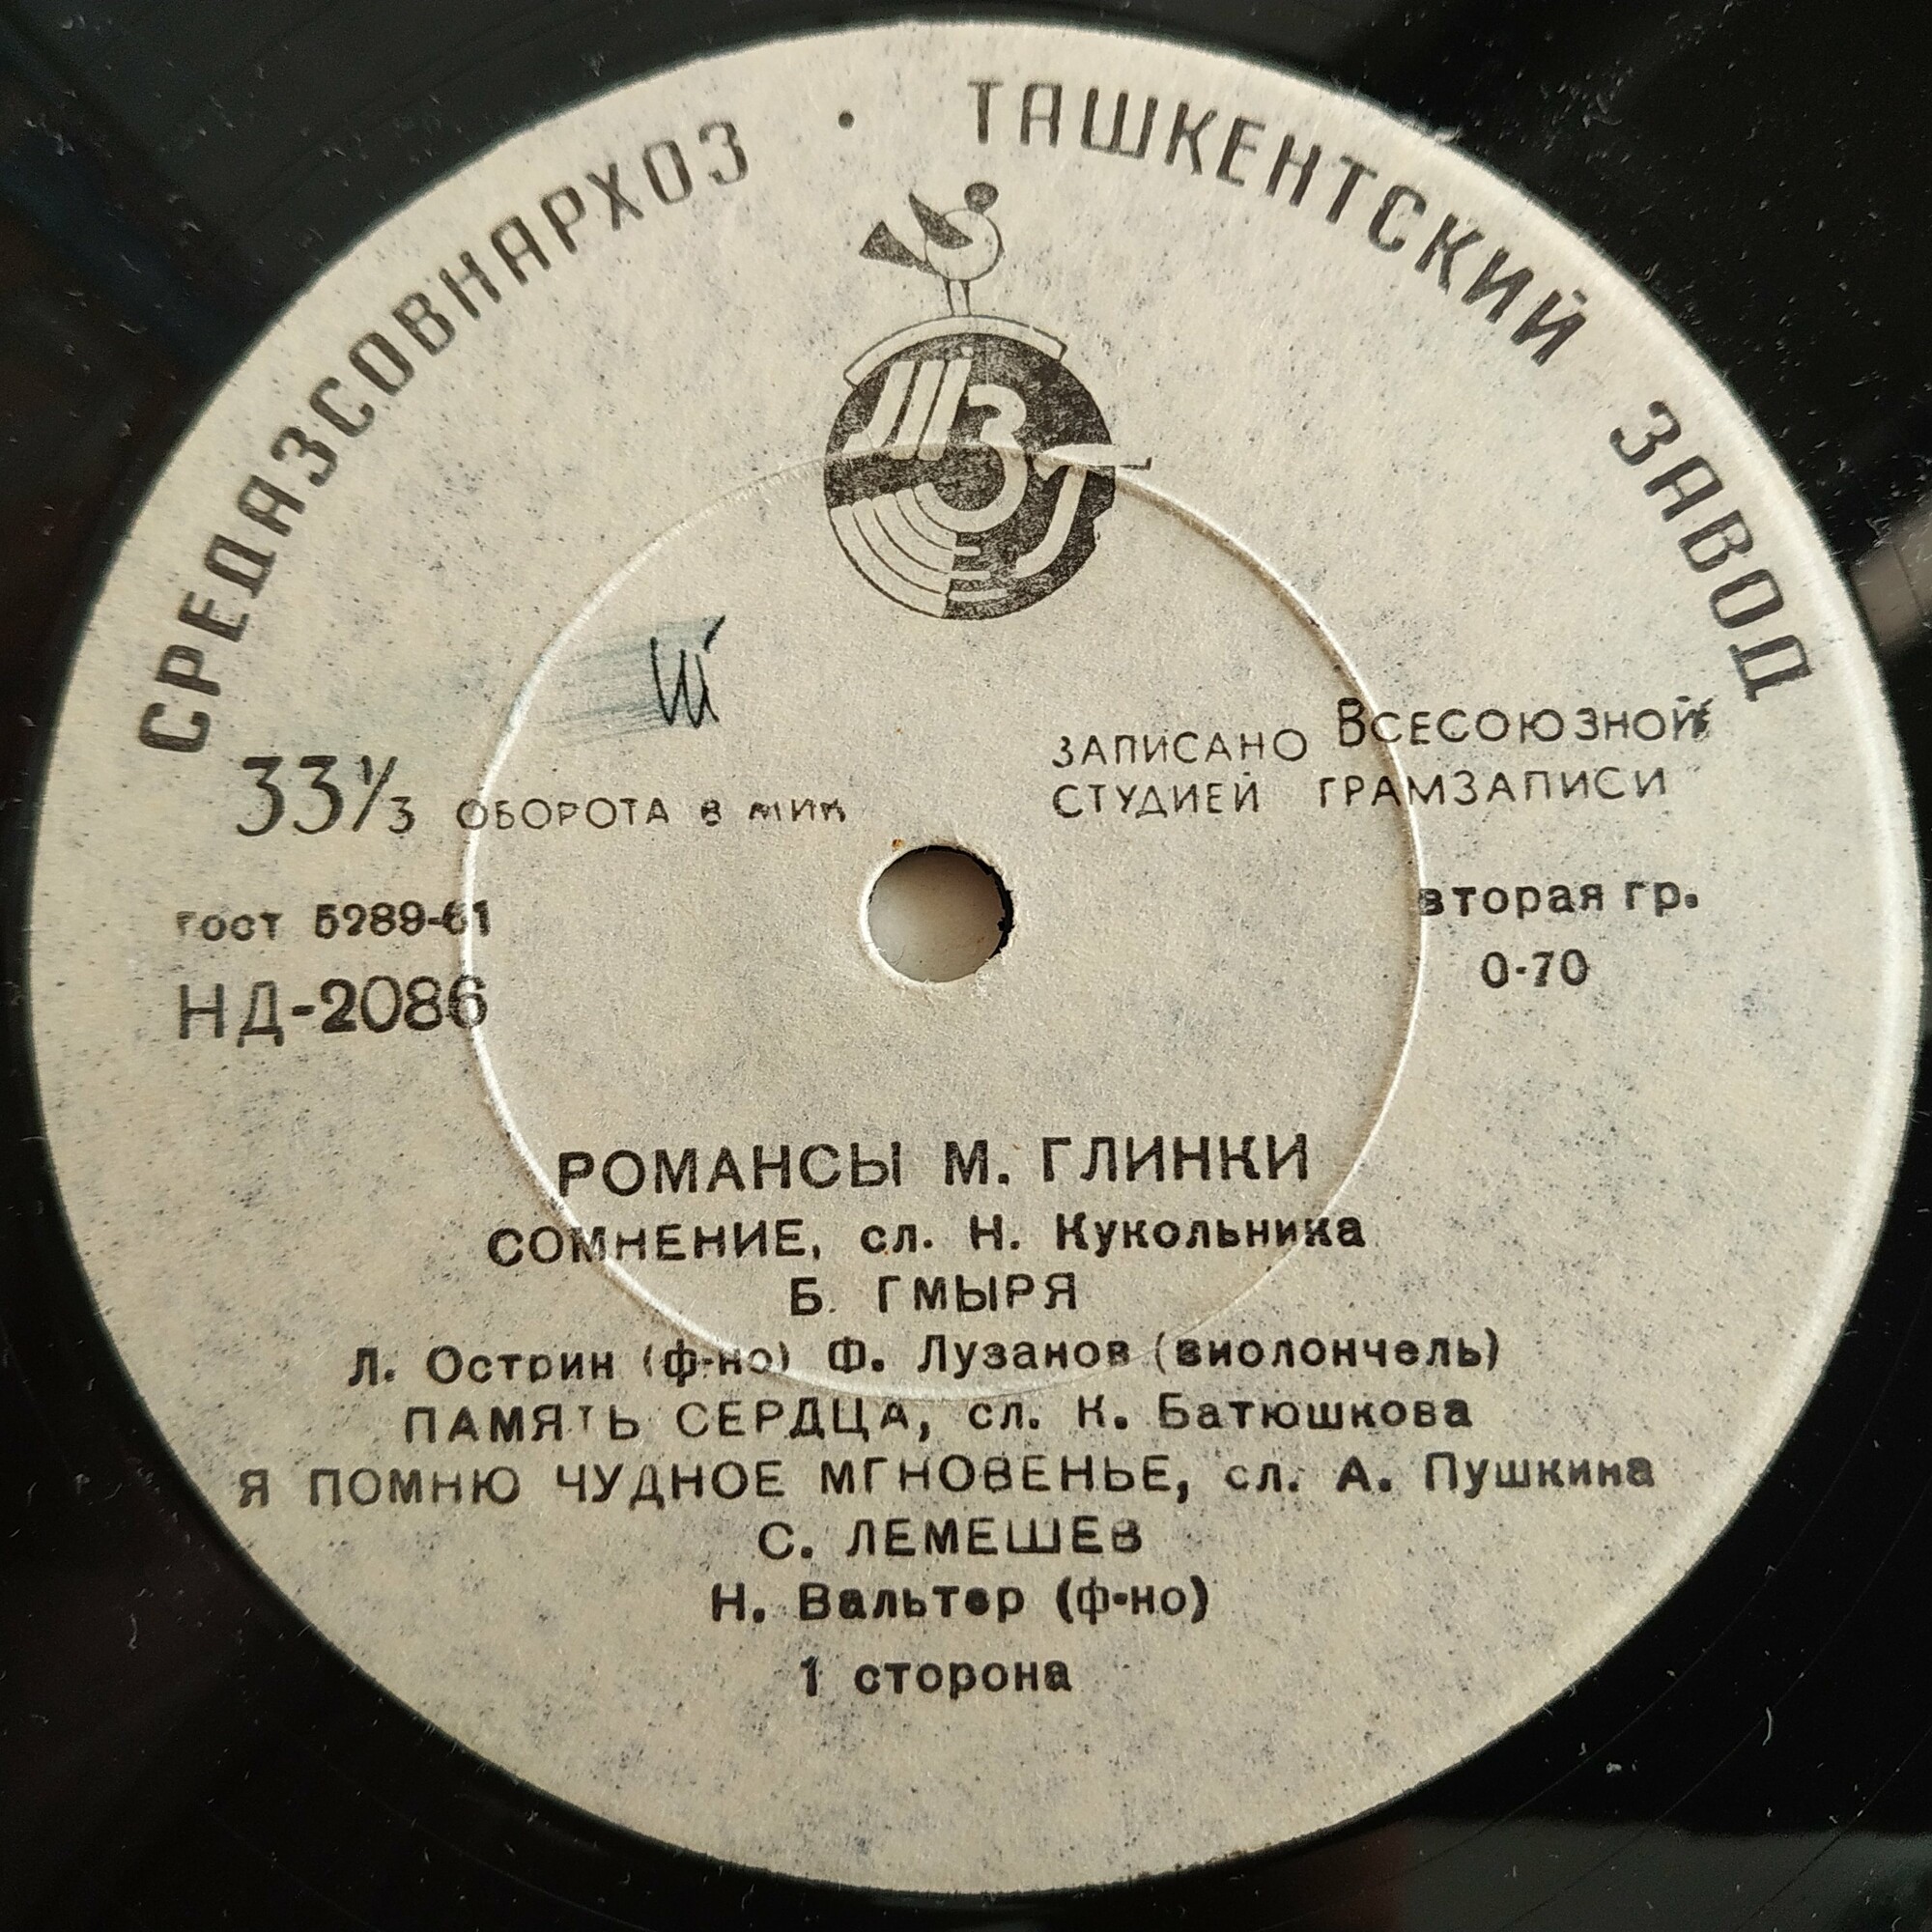 СРЕДАЗСОВНАРХОЗ · ТАШКЕНТСКИЙ ЗАВОД
ТЗГ
33⅓ ОБОРОТА В МИН
ЗАПИСАНО ВСЕСОЮЗНОЙ
СТУДИЕЙ ГРАМЗАПИСИ
гост 5289-61
вторая гр.
НД-2086
0-70
РОМАНСЫ М. ГЛИНКИ
СОМНЕНИЕ, сл. Н. Кукольника
Б. ГМЫРЯ
Л. Острин (ф-но) Ф. Лузанов (виолончель)
ПАМЯТЬ СЕРДЦА, сл. К. Батюшкова
Я ПОМНЮ ЧУДНОЕ МГНОВЕНЬЕ, сл. А. Пушкина
С. ЛЕМЕШЕВ
Н. Вальтер (ф-но)
1 сторона